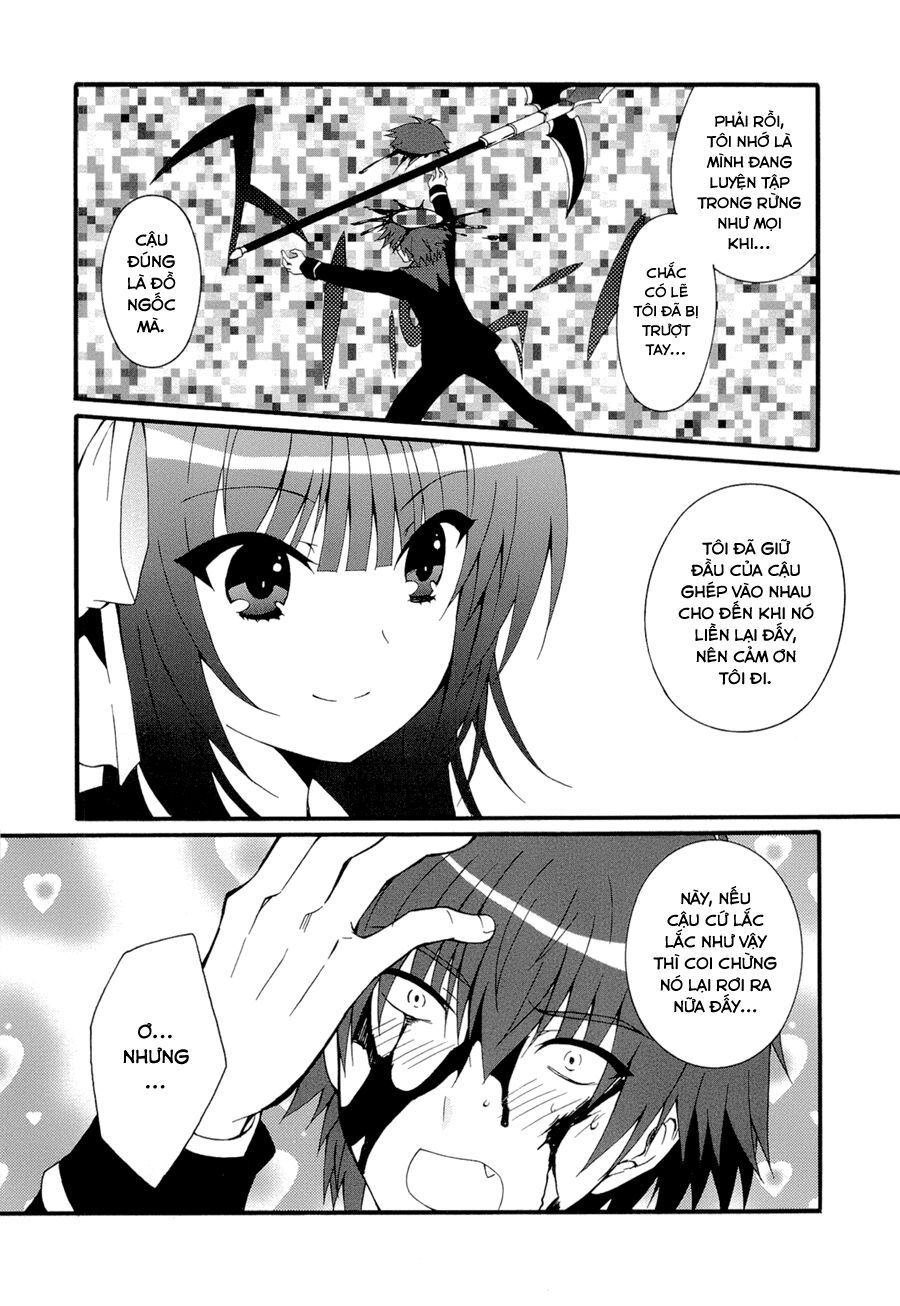 PHẢI RỒI,
TÔI NHỚ LÀ
MÌNH ĐANG
LUYỆN TẬP
TRONG RỪNG
NHƯ MỌI
KHI...
CHẮC
CÓ LẼ
TÔI ĐÃ BỊ
TRƯỢT
TAY...
CẬU
ĐÚNG
LÀ ĐỒ
NGỐC
MÀ.
TÔI ĐÃ GIỮ
ĐẦU CỦA CẬU
GHÉP VÀO NHAU
CHO ĐẾN KHI NÓ
LIỀN LẠI ĐẤY,
NÊN CẢM ƠN
TÔI ĐI.
NÀY, NẾU
CẬU CỨ LẮC
LẮC NHƯ VẬY
THÌ COI CHỪNG
NÓ LẠI RƠI RA
NỮA ĐẤY...
Ơ...
NHƯNG
...